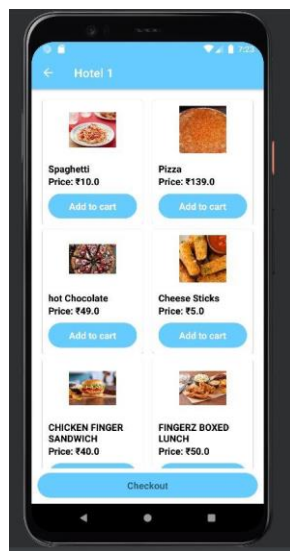 7:23
Hotel 1
Spaghetti
Price: ₹10.0
Add to cart
Pizza
Price: ₹139.0
Add to cart
hot Chocolate
Price: ₹49.0
Add to cart
Cheese Sticks
Price: ₹5.0
Add to cart
CHICKEN FINGER
SANDWICH
Price: ₹40.0
FINGERZ BOXED
LUNCH
Price: ₹50.0
Checkout